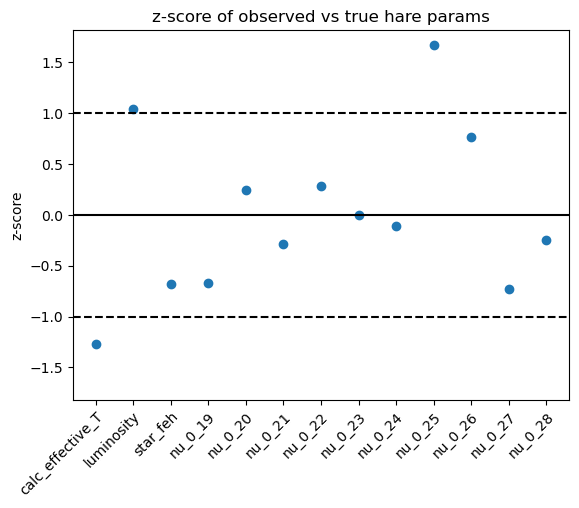 z-score of observed vs true hare params
z-score
1.5
1.0
0.5
0.0
−0.5
−1.0
−1.5
calc_effective_T
luminosity
star_feh
nu_0_19
nu_0_20
nu_0_21
nu_0_22
nu_0_23
nu_0_24
nu_0_25
nu_0_26
nu_0_27
nu_0_28